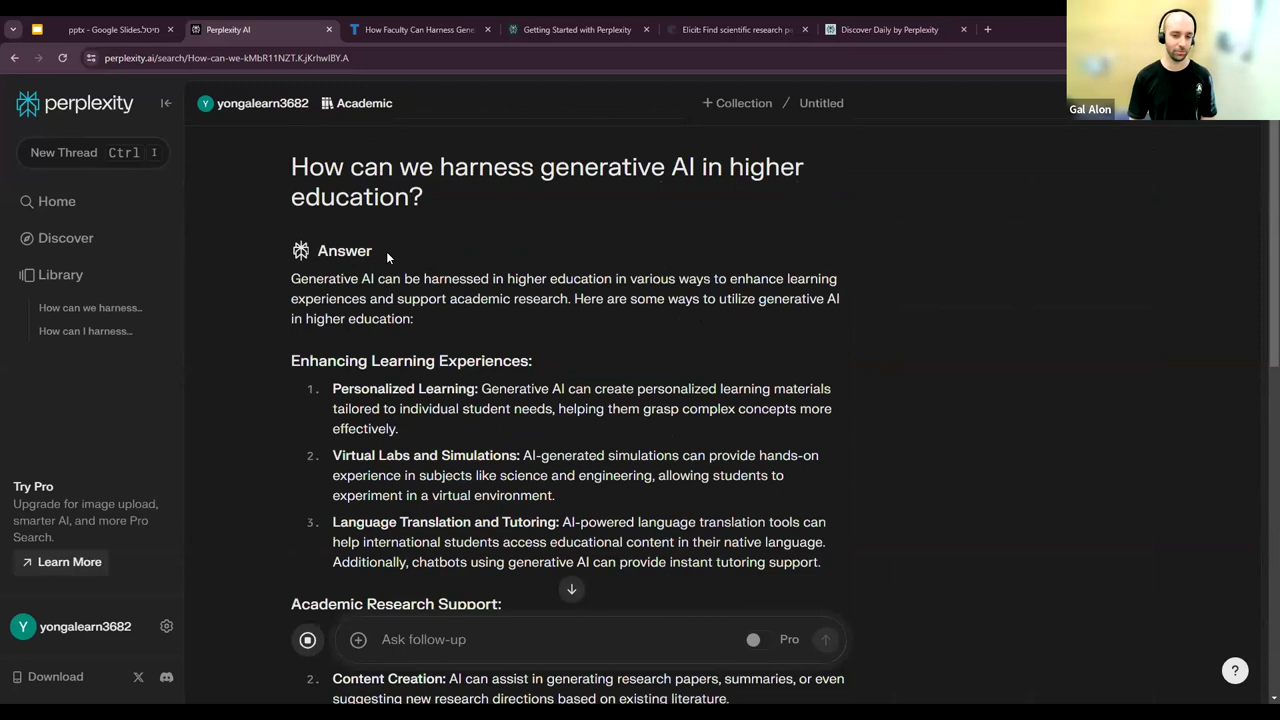 pptx - Google Slides.מיטל
Perplexity AI
How Faculty Can Harness Gene
Getting Started with Perplexity
Elicit: Find scientific research p
Discover Daily by Perplexity
perplexity.ai/search/How-can-we-kMbR11NZT.K.jKrhwIBY.A
Gal Alon
perplexity
yongalearn3682
Academic
+ Collection / Untitled
New Thread Ctrl I
Home
Discover
Library
How can we harness...
How can I harness...
Try Pro
Upgrade for image upload,
smarter AI, and more Pro
Search.
Learn More
yongalearn3682
Download
How can we harness generative AI in higher
education?
Answer
Generative AI can be harnessed in higher education in various ways to enhance learning
experiences and support academic research. Here are some ways to utilize generative AI
in higher education:
Enhancing Learning Experiences:
1. Personalized Learning: Generative AI can create personalized learning materials
tailored to individual student needs, helping them grasp complex concepts more
effectively.
2. Virtual Labs and Simulations: AI-generated simulations can provide hands-on
experience in subjects like science and engineering, allowing students to
experiment in a virtual environment.
3. Language Translation and Tutoring: AI-powered language translation tools can
help international students access educational content in their native language.
Additionally, chatbots using generative AI can provide instant tutoring support.
Academic Research Support:
Ask follow-up
Pro
2. Content Creation: AI can assist in generating research papers, summaries, or even
suggesting new research directions based on existing literature.
?